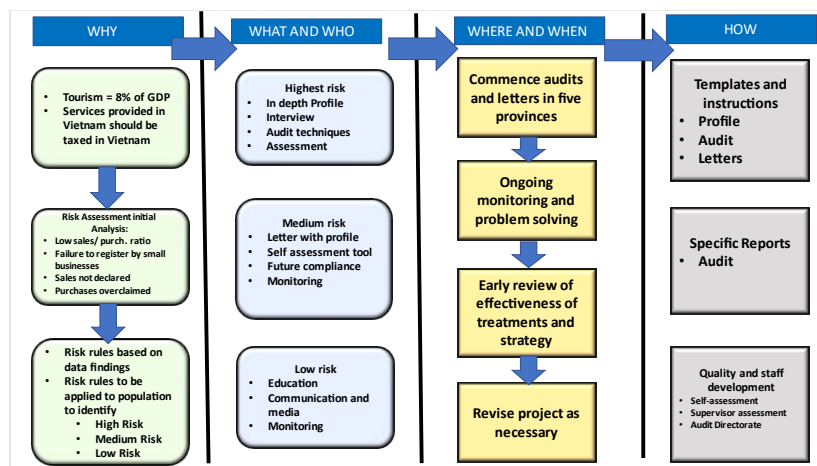 WHY
Tourism = 8% of GDP
Services provided in
Vietnam should be
taxed in Vietnam
Risk Assessment initial
Analysis:
Low sales/ purch. ratio
Failure to register by small
businesses
Sales not declared
Purchases overclaimed
Risk rules based on
data findings
Risk rules to be
applied to population
to identify
High Risk
Medium Risk
Low Risk
WHAT AND WHO
Highest risk
In depth Profile
Interview
Audit techniques
Assessment
Medium risk
Letter with profile
Self assessment tool
Future compliance
Monitoring
Low risk
Education
Communication and
media
Monitoring
WHERE AND WHEN
Commence audits
and letters in five
provinces
Ongoing
monitoring and
problem solving
Early review of
effectiveness of
treatments and
strategy
Revise project as
necessary
HOW
Templates and
instructions
Profile
Audit
Letters
Specific Reports
Audit
Quality and staff
development
Self-assessment
Supervisor assessment
Audit Directorate